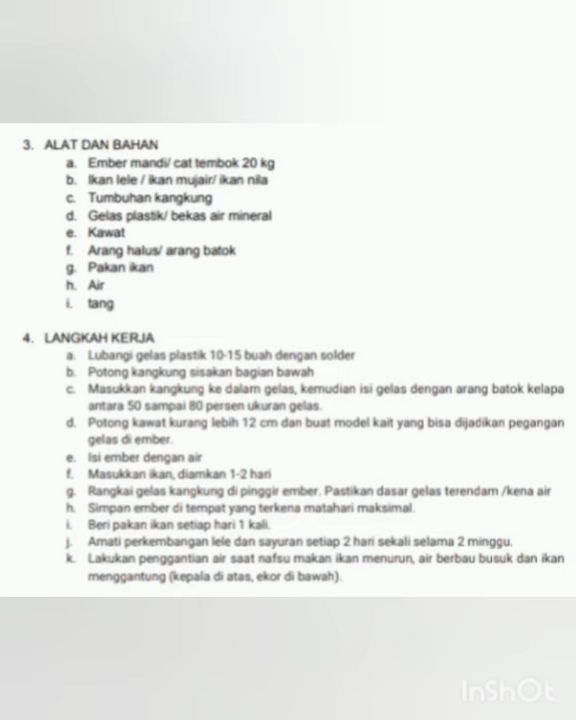 3. ALAT DAN BAHAN
a. Ember mandi/ cat tembok 20 kg
b. Ikan lele / ikan mujair/ ikan nila
c. Tumbuhan kangkung
d. Gelas plastik/ bekas air mineral
e. Kawat
f. Arang halus/ arang batok
g. Pakan ikan
h. Air
i. tang
4. LANGKAH KERJA
a. Lubangi gelas plastik 10-15 buah dengan solder
b. Potong kangkung sisakan bagian bawah
c. Masukkan kangkung ke dalam gelas, kemudian isi gelas dengan arang batok kelapa
antara 50 sampai 80 persen ukuran gelas.
d. Potong kawat kurang lebih 12 cm dan buat model kait yang bisa dijadikan pegangan
gelas di ember.
e. Isi ember dengan air
f. Masukkan ikan, diamkan 1-2 hari
g. Rangkai gelas kangkung di pinggir ember. Pastikan dasar gelas terendam /kena air
h. Simpan ember di tempat yang terkena matahari maksimal.
i. Beri pakan ikan setiap hari 1 kali.
j. Amati perkembangan lele dan sayuran setiap 2 hari sekali selama 2 minggu.
k. Lakukan penggantian air saat nafsu makan ikan menurun, air berbau busuk dan ikan
menggantung (kepala di atas, ekor di bawah).
InShOt